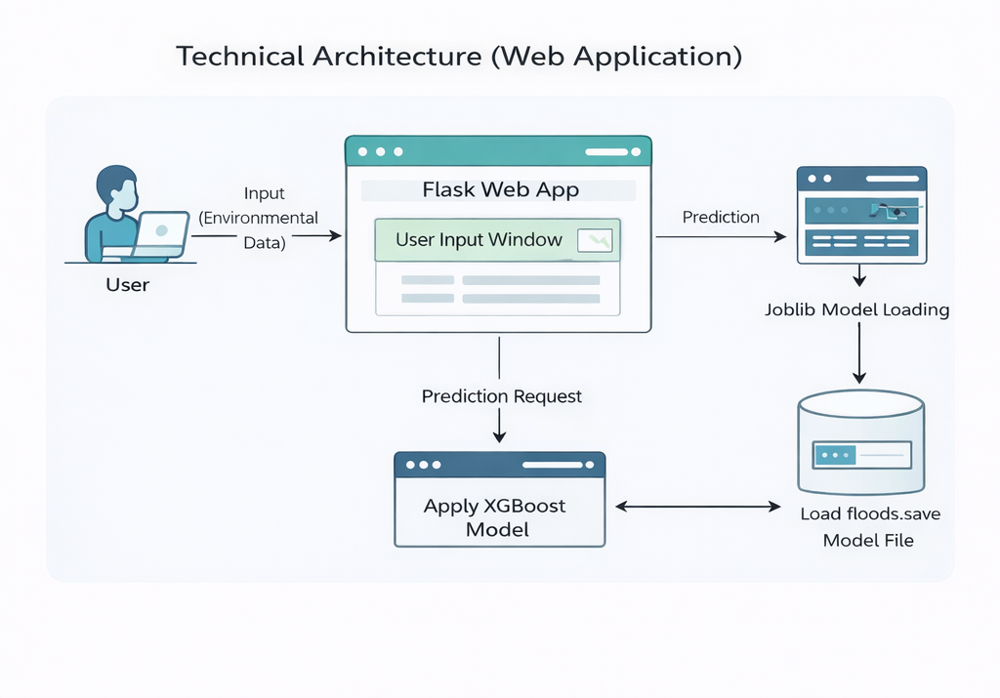 Technical Architecture (Web Application)
Input
(Environmental
Data)
User
Flask Web App
User Input Window
Prediction
Joblib Model Loading
Prediction Request
Apply XGBoost
Model
Load floods.save
Model File